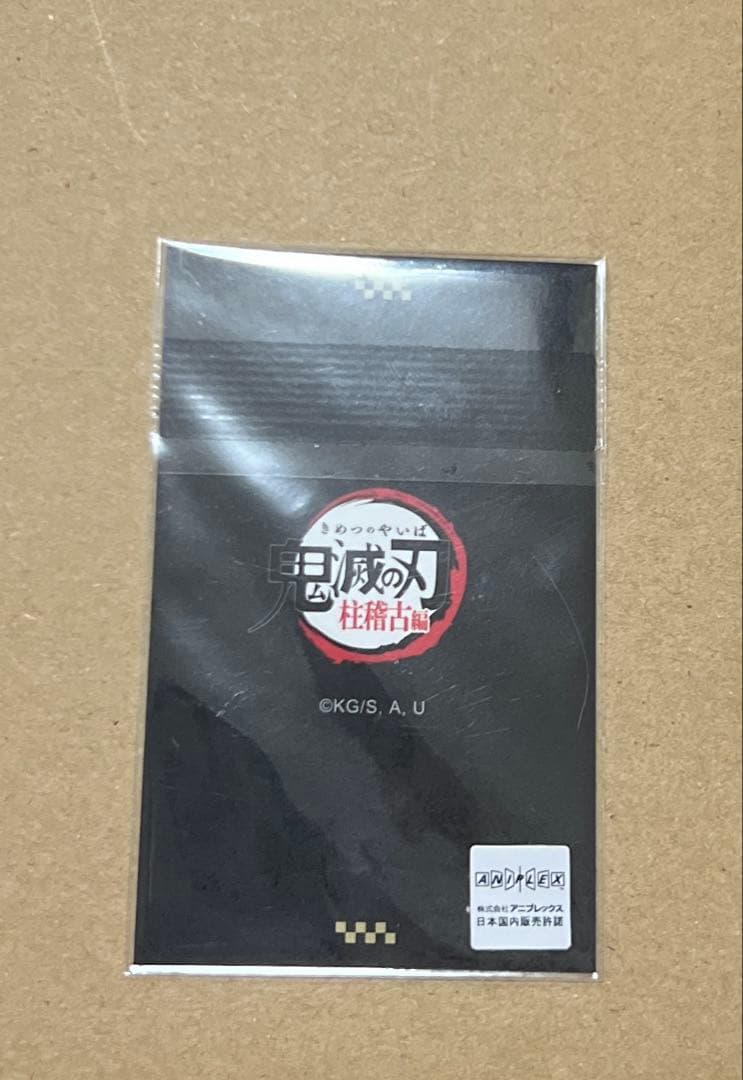 きめつのやいば
鬼滅の刃
柱稽古編
©KG/S, A, U
ANIPLEX
株式会社アニプレックス
日本国内販売許諾